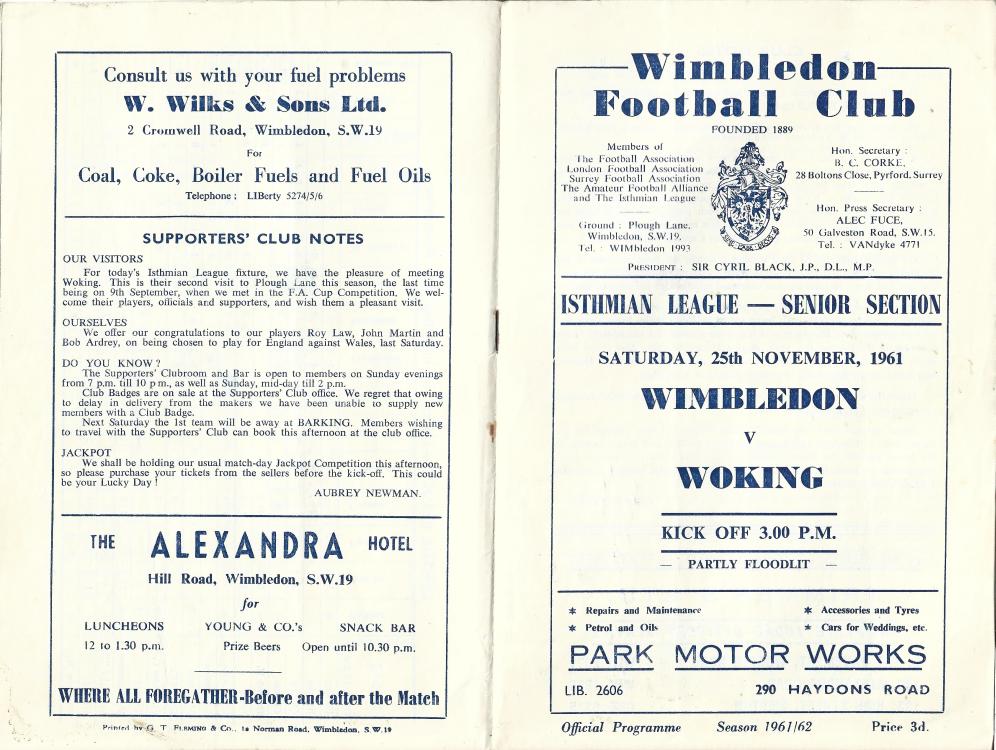 Consult us with your fuel problems
W. Wilks & Sons Ltd.
2 Cromwell Road, Wimbledon, S.W.19
For
Coal, Coke, Boiler Fuels and Fuel Oils
Telephone ; LIBerty 5274/5/6
SUPPORTERS' CLUB NOTES
OUR VISITORS
For today's Isthmian League fixture, we have the pleasure of meeting
Woking. This is their second visit to Plough Lane this season, the last time
being on 9th September, when we met in the F.A. Cup Competition. We wel-
come their players, officials and supporters, and wish them a pleasant visit.
OURSELVES
We offer our congratulations to our players Roy Law, John Martin and
Bob Ardrey, on being chosen to play for England against Wales, last Saturday.
DO YOU KNOW ?
The Supporters' Clubroom and Bar is open to members on Sunday evenings
from 7 p.m. till 10 p m., as well as Sunday, mid-day till 2 p.m.
Club Badges are on sale at the Supporters' Club office. We regret that owing
to delay in delivery from the makers we have been unable to supply new
members with a Club Badge.
Next Saturday the 1st team will be away at BARKING. Members wishing
to travel with the Supporters' Club can book this afternoon at the club office.
JACKPOT
We shall be holding our usual match-day Jackpot Competition this afternoon,
so please purchase your tickets from the sellers before the kick-off. This could
be your Lucky Day !
AUBREY NEWMAN.
THE ALEXANDRA HOTEL
Hill Road, Wimbledon, S.W.19
for
LUNCHEONS YOUNG & CO.'s SNACK BAR
12 to 1.30 p.m. Prize Beers Open until 10.30 p.m.
WHERE ALL FOREGATHER-Before and after the Match
Printed by G. T. FLEMING & Co., 1a Norman Road, Wimbledon, S.W.19
Wimbledon
Football Club
FOUNDED 1889
Members of
The Football Association
London Football Association
Surrey Football Association
The Amateur Football Alliance
and The Isthmian League
Ground : Plough Lane,
Wimbledon, S.W.19.
Tel. : WIMbledon 1993
Hon. Secretary :
B. C. CORKE,
28 Boltons Close, Pyrford, Surrey
Hon. Press Secretary :
ALEC FUCE,
50 Galveston Road, S.W.15.
Tel. : VANdyke 4771
PRESIDENT : SIR CYRIL BLACK, J.P., D.L., M.P.
ISTHMIAN LEAGUE — SENIOR SECTION
SATURDAY, 25th NOVEMBER, 1961
WIMBLEDON
V
WOKING
KICK OFF 3.00 P.M.
— PARTLY FLOODLIT —
* Repairs and Maintenance * Accessories and Tyres
* Petrol and Oils * Cars for Weddings, etc.
PARK MOTOR WORKS
LIB. 2606 290 HAYDONS ROAD
Official Programme Season 1961/62 Price 3d.